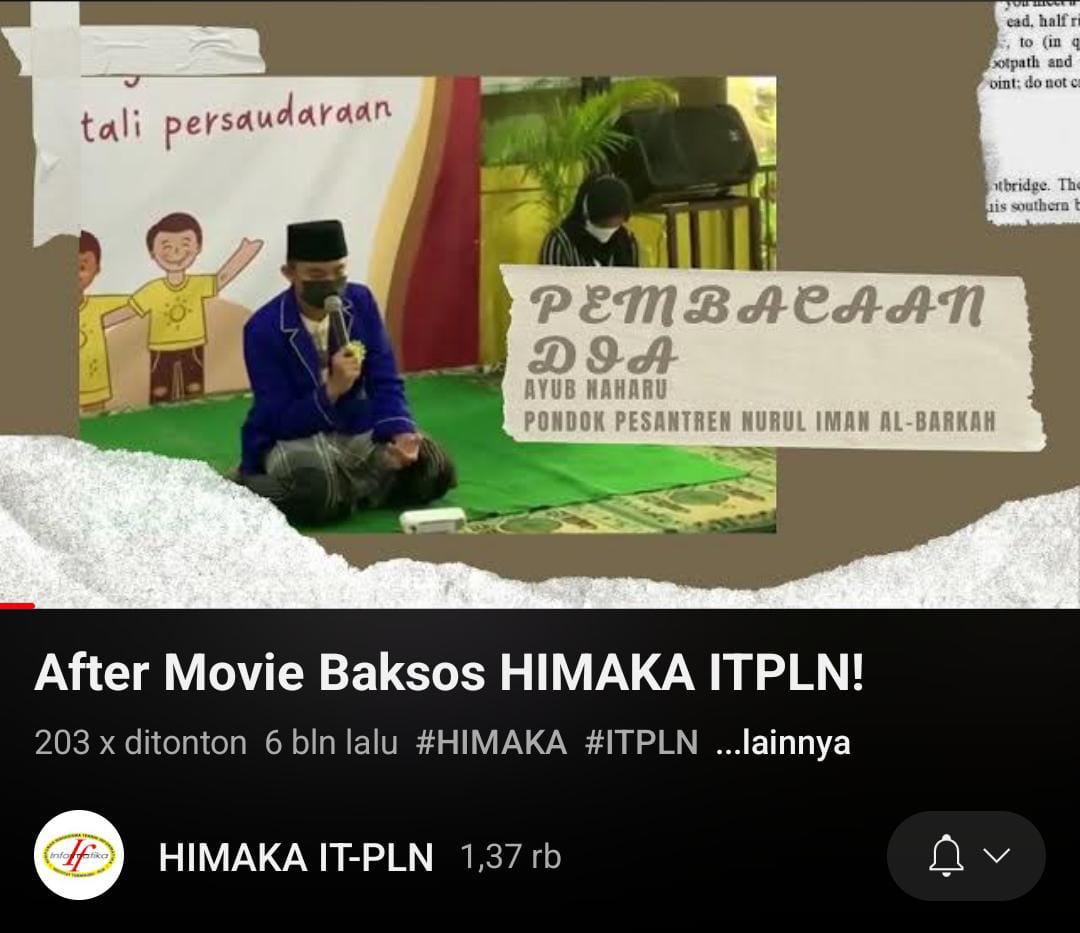 tali persaudaraan
ead, half
, to (in
otpath and
oint; do not
tbridge.
southern
PEMBACAAN
DOA
AYUB NAHARU
PONDOK PESANTREN NURUL IMAN AL-BARKAH
After Movie Baksos HIMAKA ITPLN!
203 x ditonton 6 bln lalu #HIMAKA #ITPLN ...lainnya
Informatika
HIMAKA IT-PLN 1,37 rb